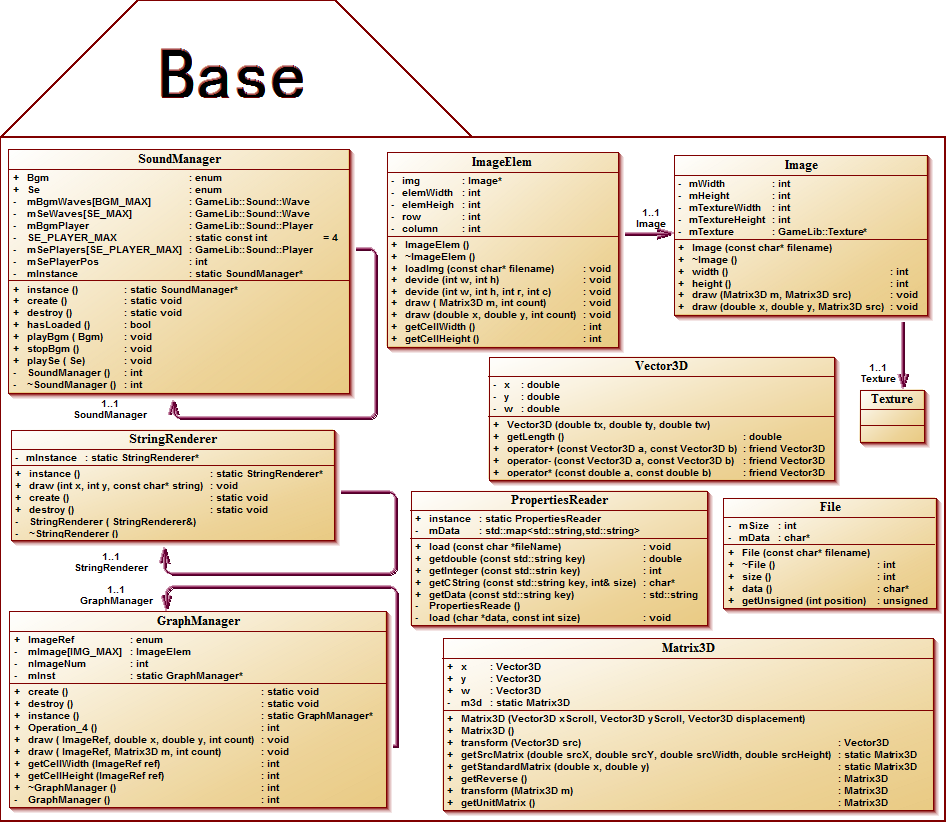 Base
SoundManager
+ Bgm : enum
+ Se : enum
- mBgmWaves[BGM_MAX] : GameLib::Sound::Wave
- mSeWaves[SE_MAX] : GameLib::Sound::Wave
- mBgmPlayer : GameLib::Sound::Player
- SE_PLAYER_MAX : static const int = 4
- mSePlayers[SE_PLAYER_MAX] : GameLib::Sound::Player
- mSePlayerPos : int
- mInstance : static SoundManager*
+ instance () : static SoundManager*
+ create () : static void
+ destroy () : static void
+ hasLoaded () : bool
+ playBgm ( Bgm) : void
+ stopBgm () : void
+ playSe ( Se) : void
- SoundManager () : int
- ~SoundManager () : int
1..1
SoundManager
ImageElem
- img : Image*
- elemWidth : int
- elemHeigh : int
- row : int
- column : int
+ ImageElem ()
+ ~ImageElem ()
+ loadImg (const char* filename) : void
+ devide (int w, int h) : void
+ devide (int w, int h, int r, int c) : void
+ draw ( Matrix3D m, int count) : void
+ draw (double x, double y, int count) : void
+ getCellWidth () : int
+ getCellHeight () : int
1..1
Image
Image
- mWidth : int
- mHeight : int
- mTextureWidth : int
- mTextureHeight : int
- mTexture : GameLib::Texture*
+ Image (const char* filename)
+ ~Image ()
+ width () : int
+ height () : int
+ draw (Matrix3D m, Matrix3D src) : void
+ draw (double x, double y, Matrix3D src) : void
1..1
Texture
Texture
Vector3D
- x : double
- y : double
- w : double
+ Vector3D (double tx, double ty, double tw)
+ getLength () : double
+ operator+ (const Vector3D a, const Vector3D b) : friend Vector3D
+ operator- (const Vector3D a, const Vector3D b) : friend Vector3D
+ operator* (const double a, const double b) : friend Vector3D
StringRenderer
- mInstance : static StringRenderer*
+ instance () : static StringRenderer*
+ draw (int x, int y, const char* string) : void
+ create () : static void
+ destroy () : static void
- StringRenderer ( StringRenderer&)
- ~StringRenderer ()
1..1
StringRenderer
PropertiesReader
+ instance : static PropertiesReader
- mData : std::map<std::string,std::string>
+ load (const char *fileName) : void
+ getdouble (const std::string key) : double
+ getInteger (const std::strin key) : int
+ getCString (const std::string key, int& size) : char*
+ getData (const std::string key) : std::string
- PropertiesReade ()
- load (char *data, const int size) : void
File
- mSize : int
- mData : char*
+ File (const char* filename)
+ ~File () : int
+ size () : int
+ data () : char*
+ getUnsigned (int position) : unsigned
1..1
GraphManager
GraphManager
+ ImageRef : enum
- mImage[IMG_MAX] : ImageElem
- nImageNum : int
- mInst : static GraphManager*
+ create () : static void
+ destroy () : static void
+ instance () : static GraphManager*
+ Operation_4 () : int
+ draw ( ImageRef, double x, double y, int count) : void
+ draw ( ImageRef, Matrix3D m, int count) : void
+ getCellWidth (ImageRef ref) : int
+ getCellHeight (ImageRef ref) : int
+ ~GraphManager () : int
- GraphManager () : int
Matrix3D
+ x : Vector3D
+ y : Vector3D
+ w : Vector3D
- m3d : static Matrix3D
+ Matrix3D (Vector3D xScroll, Vector3D yScroll, Vector3D displacement)
+ Matrix3D ()
+ transform (Vector3D src) : Vector3D
+ getSrcMatrix (double srcX, double srcY, double srcWidth, double srcHeight) : static Matrix3D
+ getStandardMatrix (double x, double y) : static Matrix3D
+ getReverse () : Matrix3D
+ transform (Matrix3D m) : Matrix3D
+ getUnitMatrix () : Matrix3D